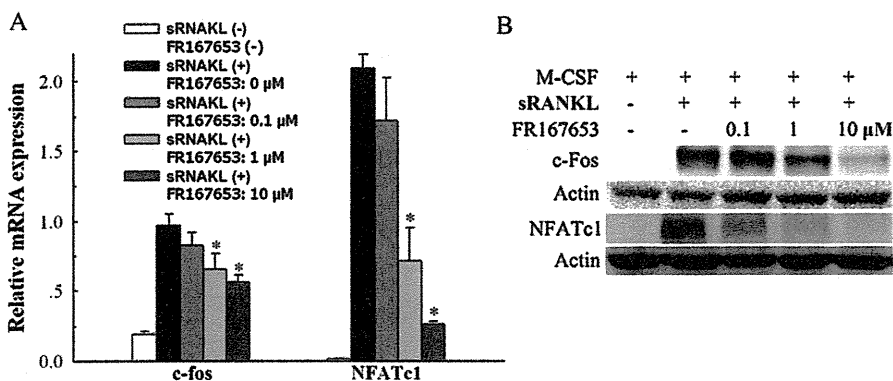 A
Relative mRNA expression
2.0
1.5
1.0
.5
0.0
sRNAKL (-)
FR167653 (-)
sRNAKL (+)
FR167653: 0 µM
sRNAKL (+)
FR167653: 0.1 µM
sRNAKL (+)
FR167653: 1 µM
sRNAKL (+)
FR167653: 10 µM
* *
* *
c-fos NFATc1
B
M-CSF + + + + +
sRANKL - + + + +
FR167653 - - 0.1 1 10 µM
c-Fos
Actin
NFATc1
Actin